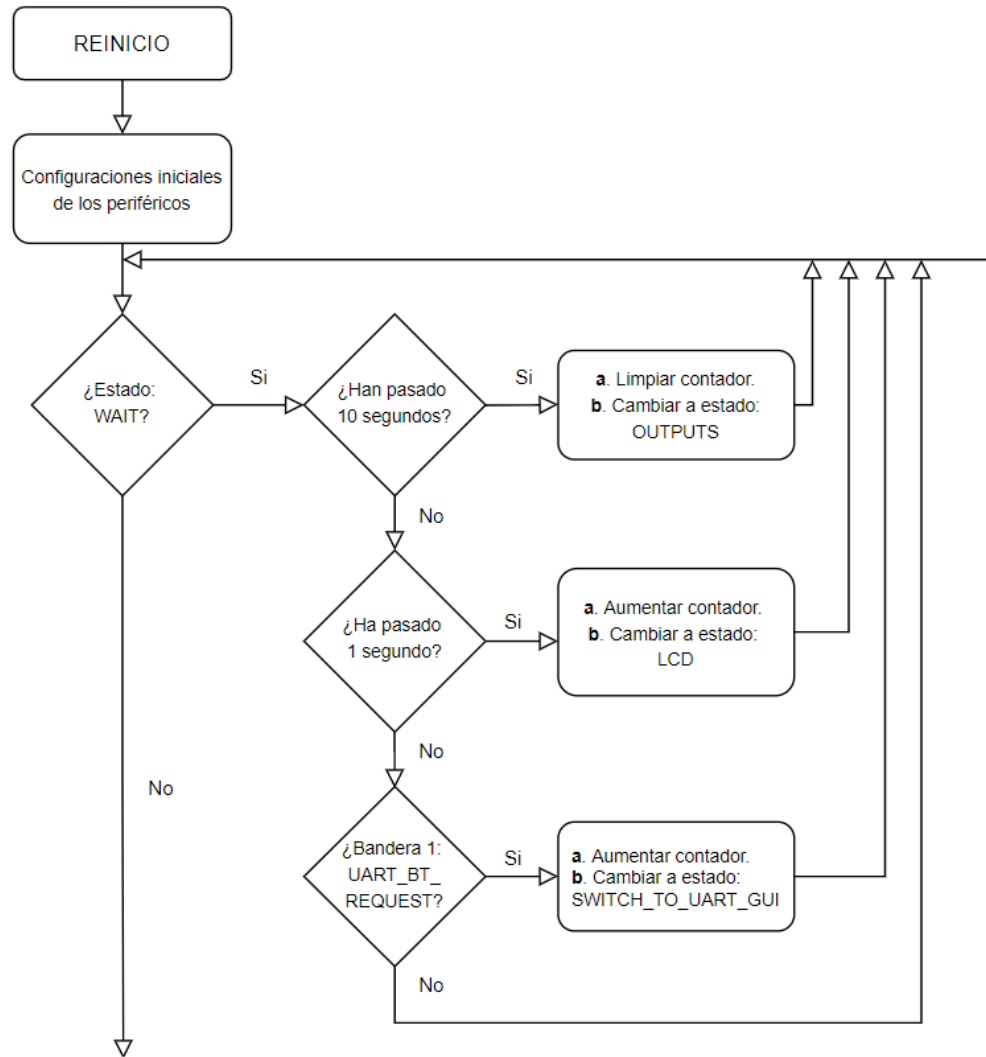 REINICIO
Configuraciones iniciales
de los periféricos
¿Estado:
WAIT?
Si
¿Han pasado
10 segundos?
Si
a. Limpiar contador.
b. Cambiar a estado:
OUTPUTS
No
¿Ha pasado
1 segundo?
Si
a. Aumentar contador.
b. Cambiar a estado:
LCD
No
No
¿Bandera 1:
UART_BT_
REQUEST?
Si
a. Aumentar contador.
b. Cambiar a estado:
SWITCH_TO_UART_GUI
No